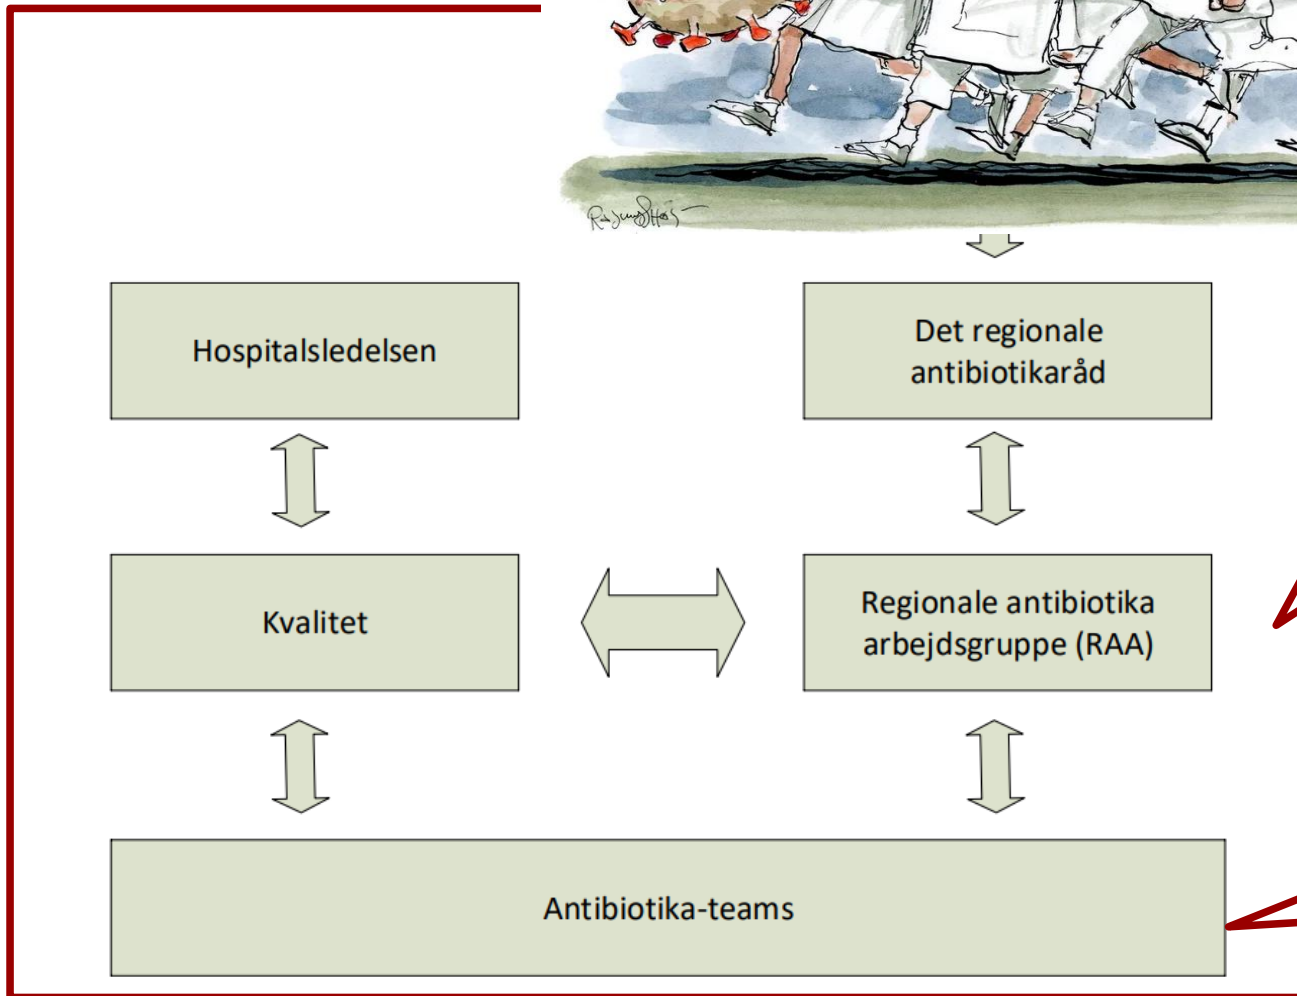 Hospitalsledelsen
Det regionale
antibiotikaråd
Kvalitet
Regionale antibiotika
arbejdsgruppe (RAA)
Antibiotika-teams